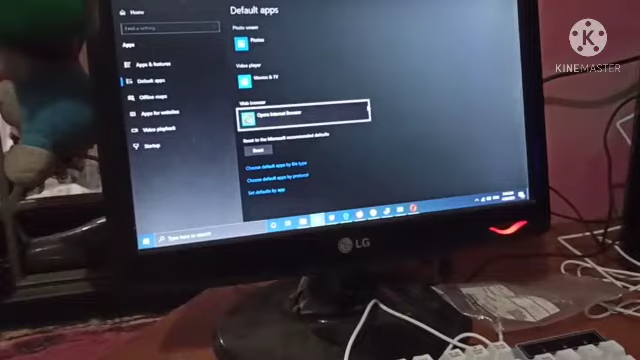 Home
Find a setting
Apps
Apps & features
Default apps
Offline maps
Apps for websites
Video playback
Startup
Default apps
Photo viewer
Photos
Video player
Movies & TV
Web browser
Opera Internet Browser
Reset to the Microsoft recommended defaults
Reset
Choose default apps by file type
Choose default apps by protocol
Set defaults by app
Type here to search
LG
K
KINEMASTER